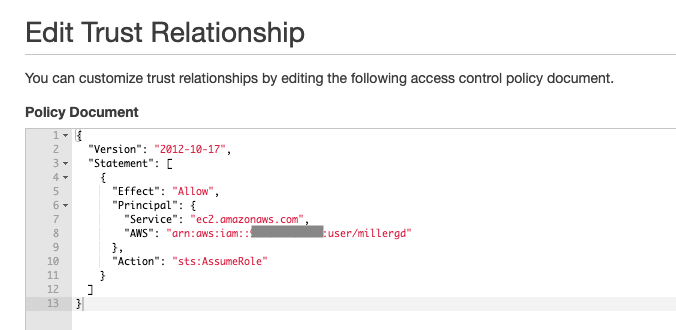 Edit Trust Relationship
You can customize trust relationships by editing the following access control policy document.
Policy Document
1 {
2 "Version": "2012-10-17",
3 "Statement": [
4 {
5 "Effect": "Allow",
6 "Principal": {
7 "Service": "ec2.amazonaws.com",
8 "AWS": "arn:aws:iam:: :user/millergd"
9 },
10 "Action": "sts:AssumeRole"
11 }
12 ]
13 }